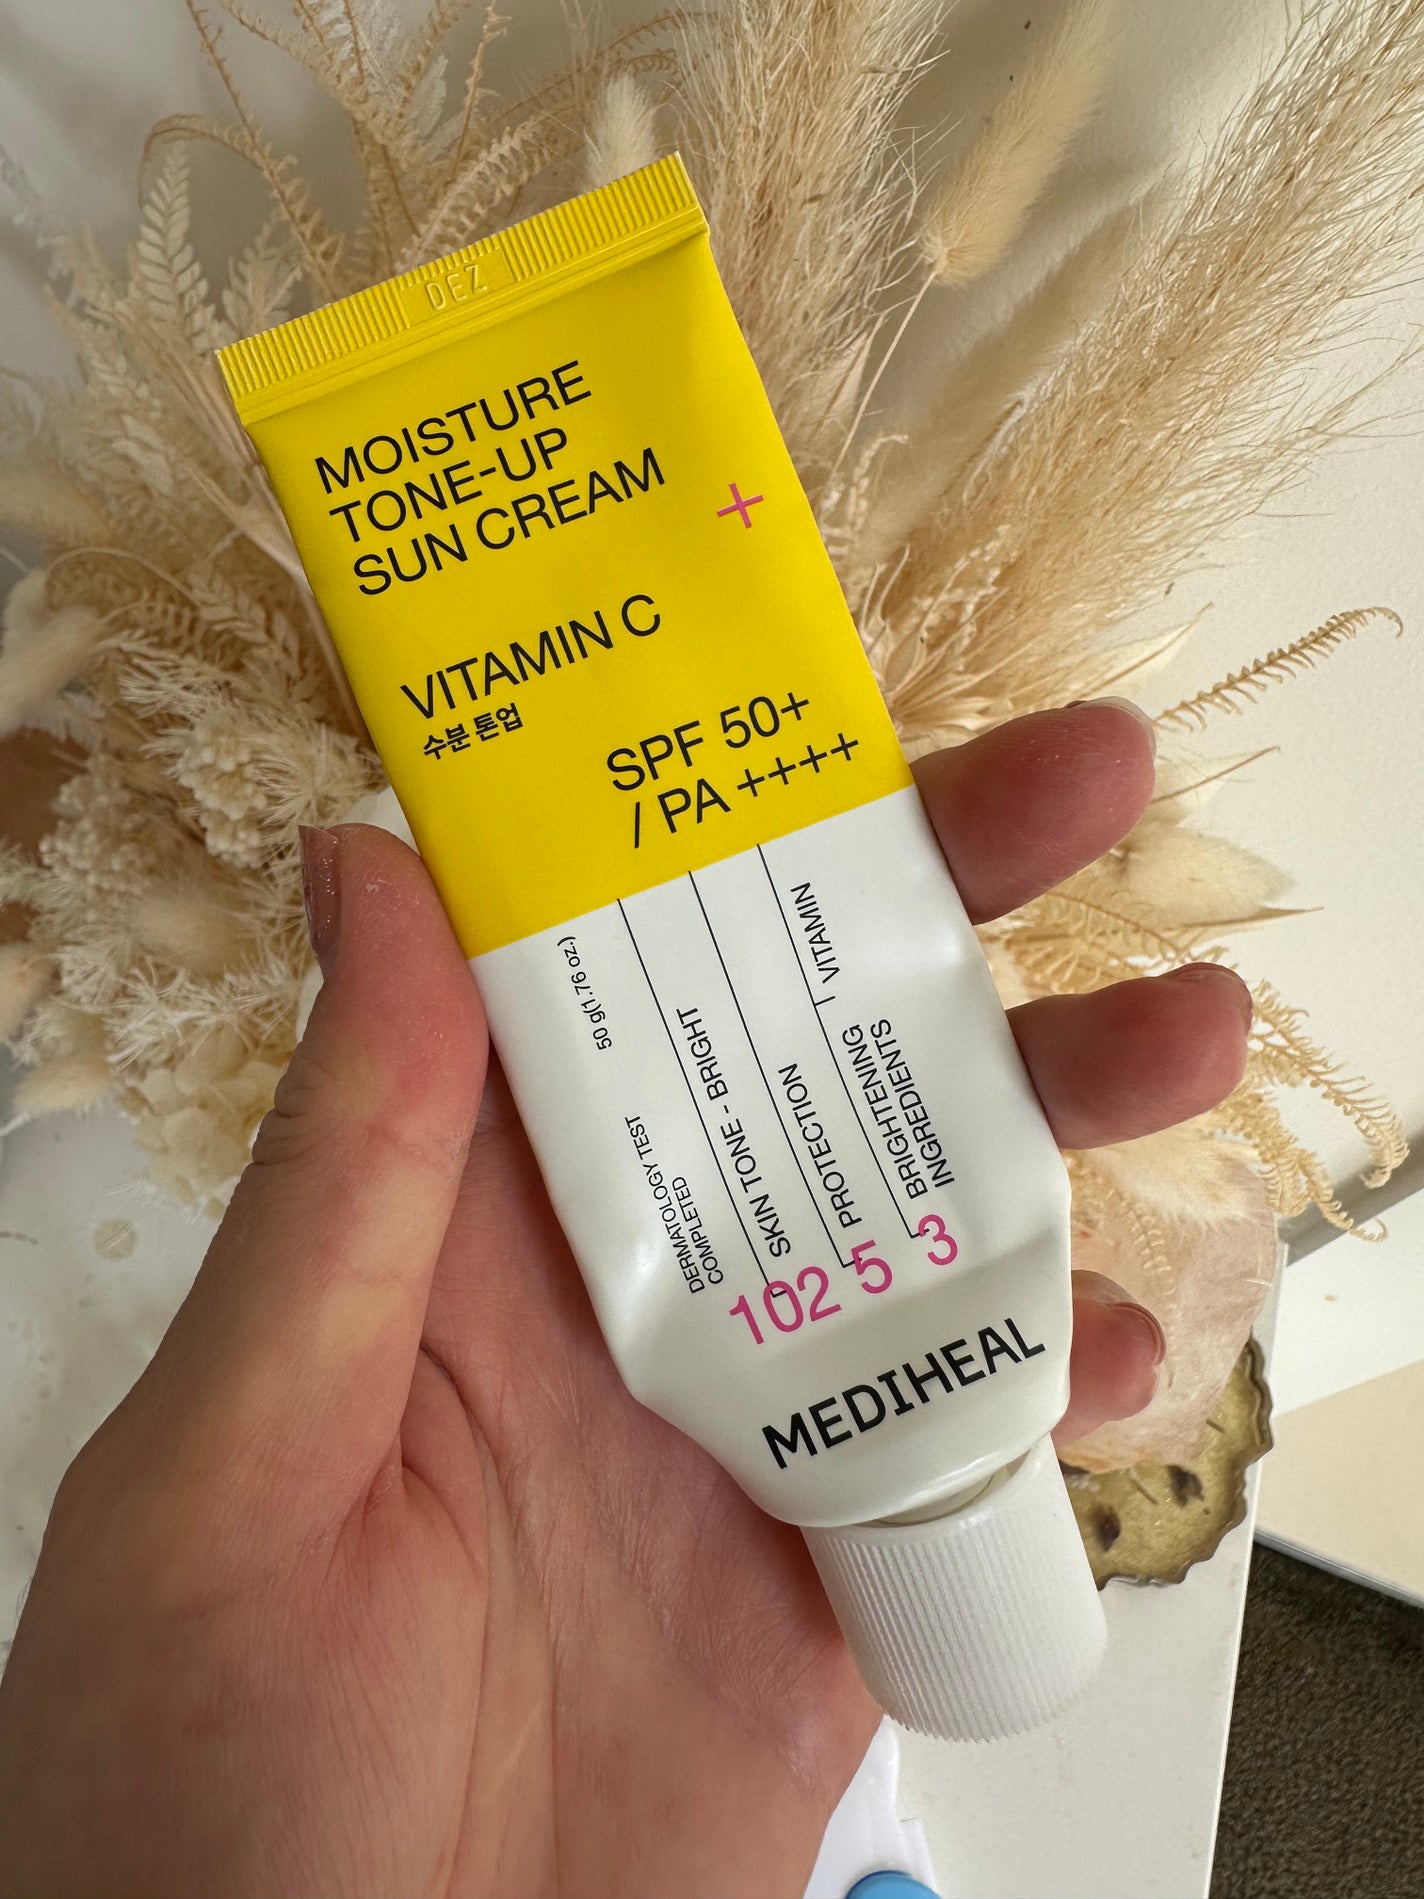 DEZ
MOISTURE
TONE-UP
SUN CREAM
+
VITAMIN C
수분 톤업
SPF 50+
/ PA ++++
50 g(1.76 oz.)
DERMATOLOGY TEST
COMPLETED
SKIN TONE - BRIGHT
PROTECTION
VITAMIN
BRIGHTENING
INGREDIENTS
102 5 3
MEDIHEAL